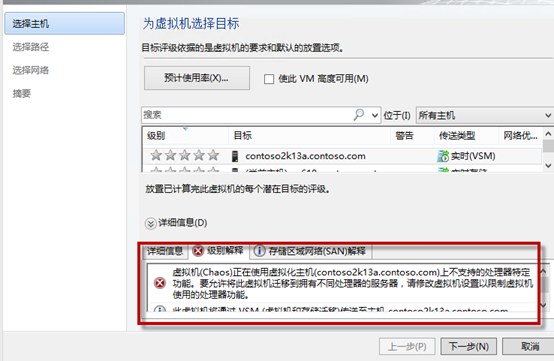 选择主机
选择路径
选择网络
摘要
为虚拟机选择目标
目标评级依据的是虚拟机的要求和默认的放置选项。
预计使用率(X)... 使此 VM 高度可用(M)
搜索 位于(I) 所有主机
级别 目标 警告 传送类型 网络优...
contoso2k13a.contoso.com 实时(VSM)
放置已计算完此虚拟机的每个潜在目标的评级。
详细信息(D)
详细信息 级别解释 存储区域网络(SAN)解释
虚拟机(Chaos)正在使用虚拟化主机(contoso2k13a.contoso.com)上不支持的处理器特定
功能。要允许将此虚拟机迁移到拥有不同处理器的服务器，请修改虚拟机设置以限制虚拟机
使用的处理器功能。
此虚拟机将通过 VSM (虚拟机和存储迁移)传送至主机 contoso2k13a.contoso.com
上一步(P) 下一步(N) 取消